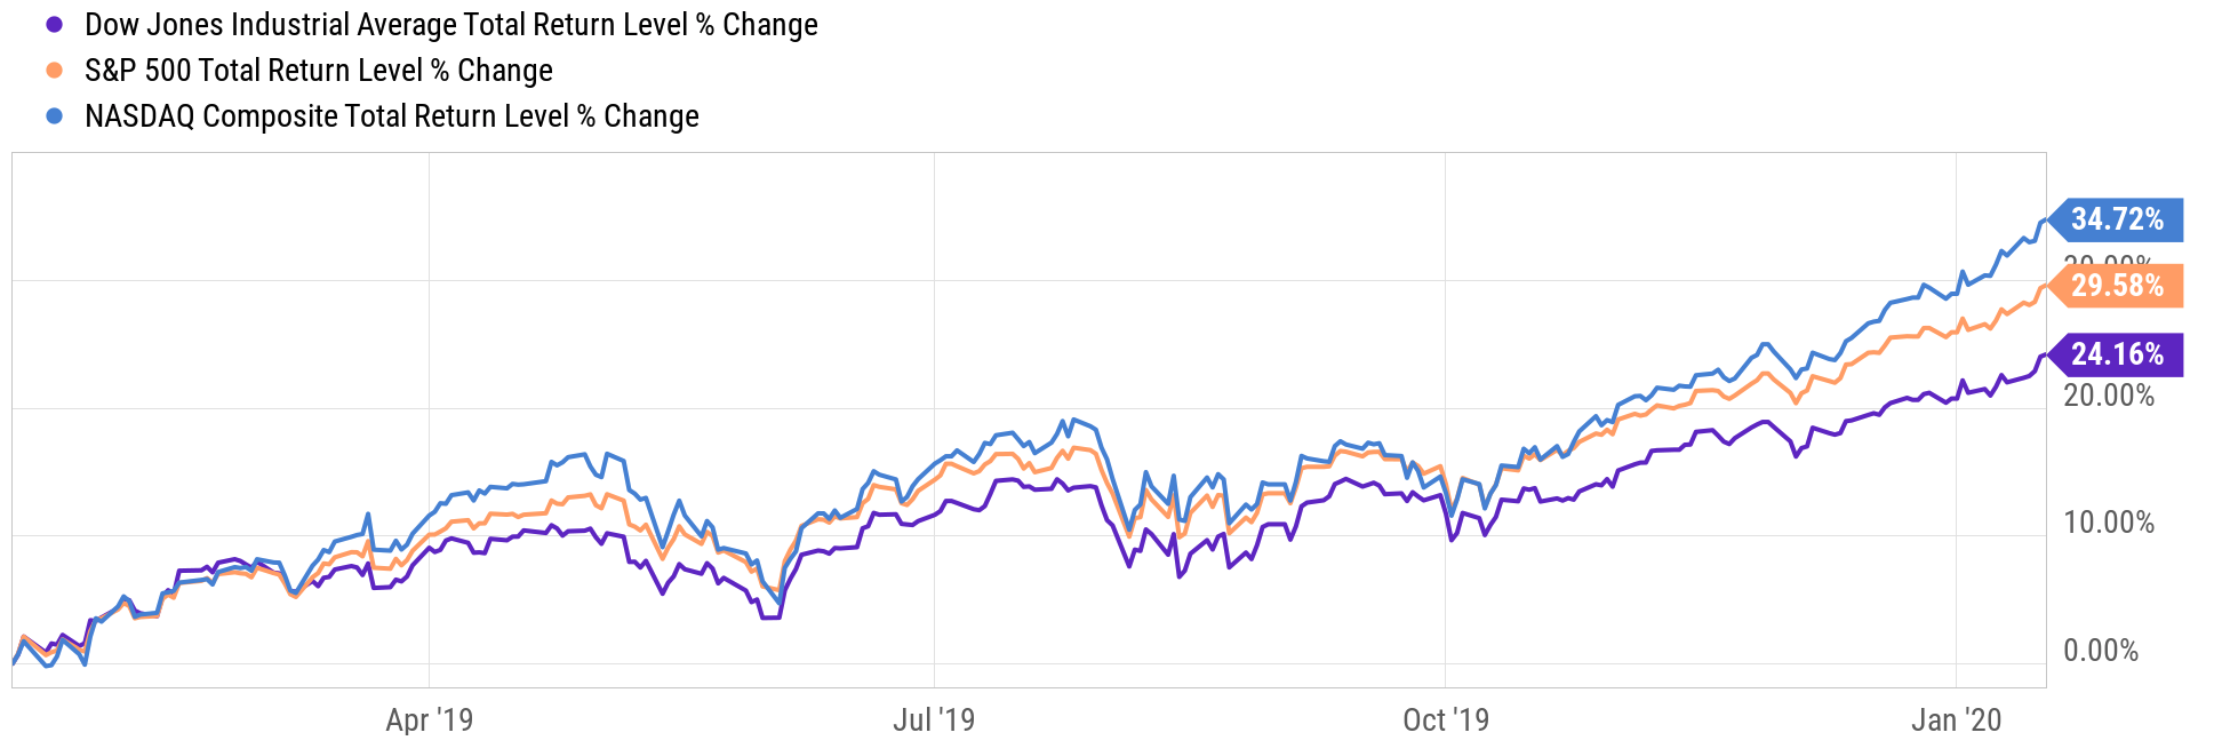 Dow Jones Industrial Average Total Return Level % Change
S&P 500 Total Return Level % Change
NASDAQ Composite Total Return Level % Change
34.72%
30.00%
29.58%
24.16%
20.00%
10.00%
0.00%
Apr '19 Jul '19 Oct '19 Jan '20